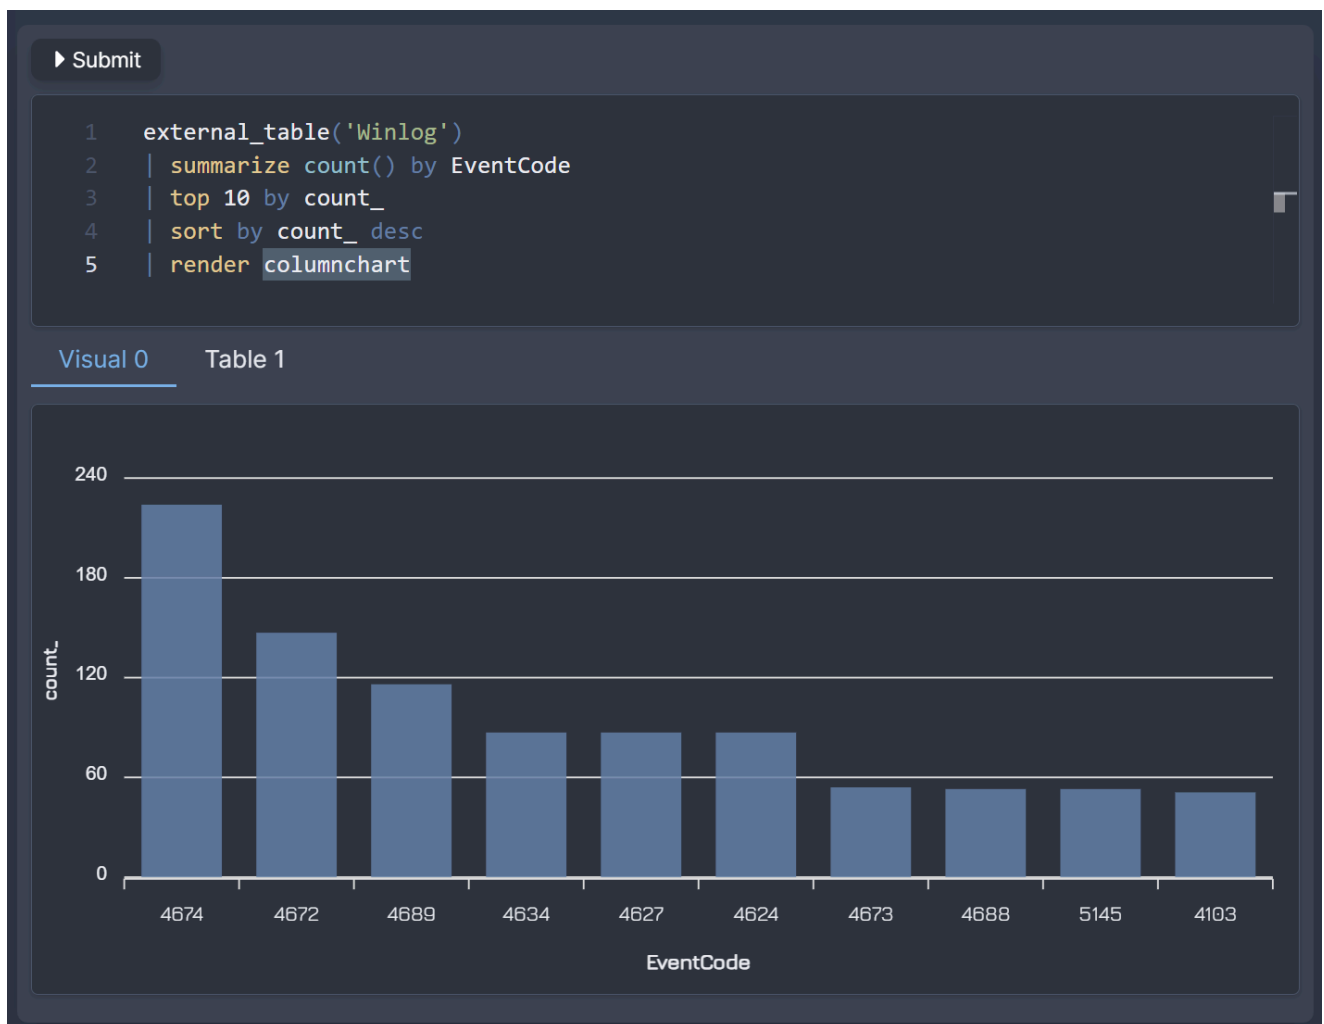 Submit
1 external_table('Winlog')
2 | summarize count() by EventCode
3 | top 10 by count_
4 | sort by count_ desc
5 | render columnchart
Visual 0 Table 1
240
180
120
60
0
count_
4674 4672 4689 4634 4627 4624 4673 4688 5145 4103
EventCode